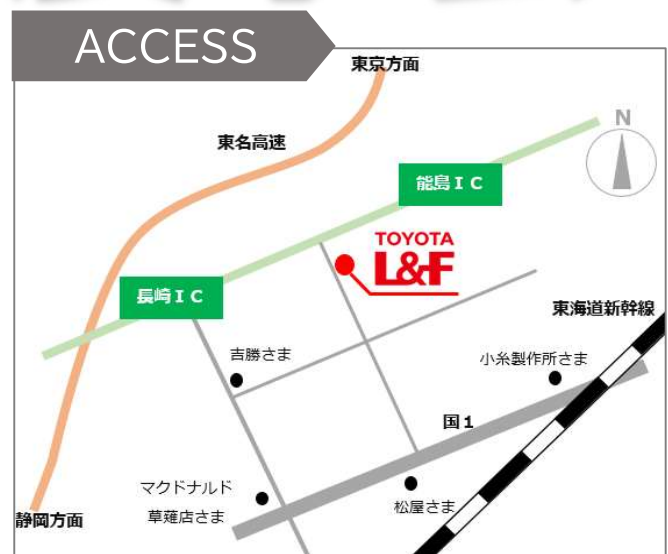 ACCESS
東京方面
東名高速
N
能島ＩＣ
TOYOTA
L&F
長崎ＩＣ
東海道新幹線
吉勝さま
小糸製作所さま
国１
マクドナルド
草薙店さま
松屋さま
静岡方面